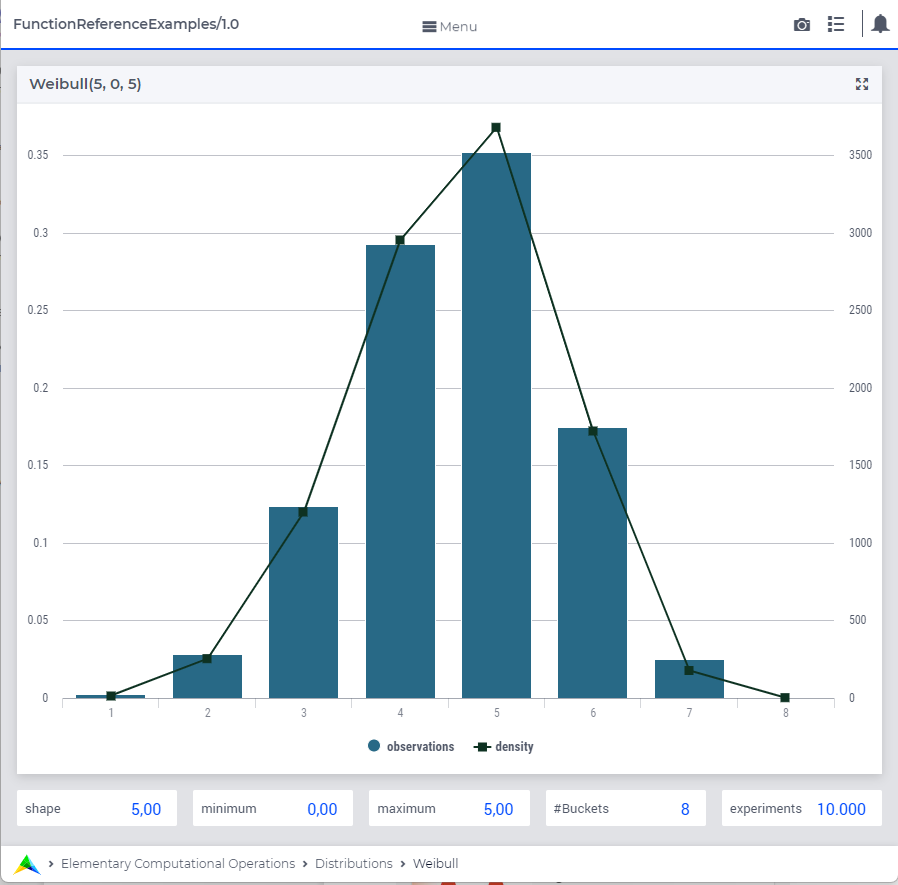 FunctionReferenceExamples/1.0
Menu
Weibull(5, 0, 5)
0.35 3500
0.3 3000
0.25 2500
0.2 2000
0.15 1500
0.1 1000
0.05 500
0 0
1 2 3 4 5 6 7 8
observations density
shape 5,00 minimum 0,00 maximum 5,00 #Buckets 8 experiments 10.000
Elementary Computational Operations > Distributions > Weibull